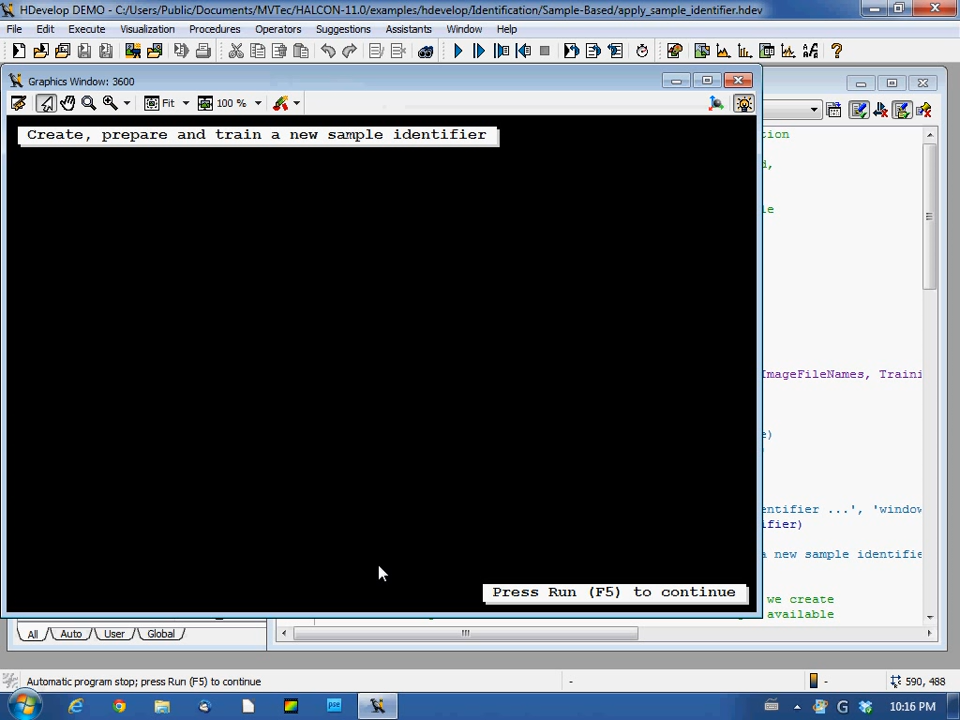 HDevelop DEMO - C:/Users/Public/Documents/MVTec/HALCON-11.0/examples/hdevelop/Identification/Sample-Based/apply_sample_identifier.hdev
File Edit Execute Visualization Procedures Operators Suggestions Assistants Window Help
Graphics Window: 3600
Fit 100 %
Create, prepare and train a new sample identifier
tion
d,
le
ImageFileNames, Traini
e)
entifier ...', 'window
ifier)
a new sample identifie
we create
available
Press Run (F5) to continue
All Auto User Global
Automatic program stop; press Run (F5) to continue - - 590, 488
pse 10:16 PM